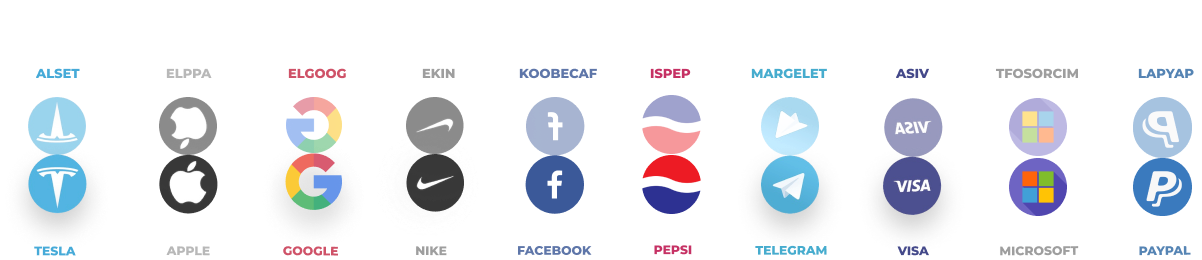 ALSET ELPPA ELGOOG EKIN KOOBECAF ISPEP MARGELET ASIV TFOSORCIM LAPYAP
VISA
VISA
TESLA APPLE GOOGLE NIKE FACEBOOK PEPSI TELEGRAM VISA MICROSOFT PAYPAL